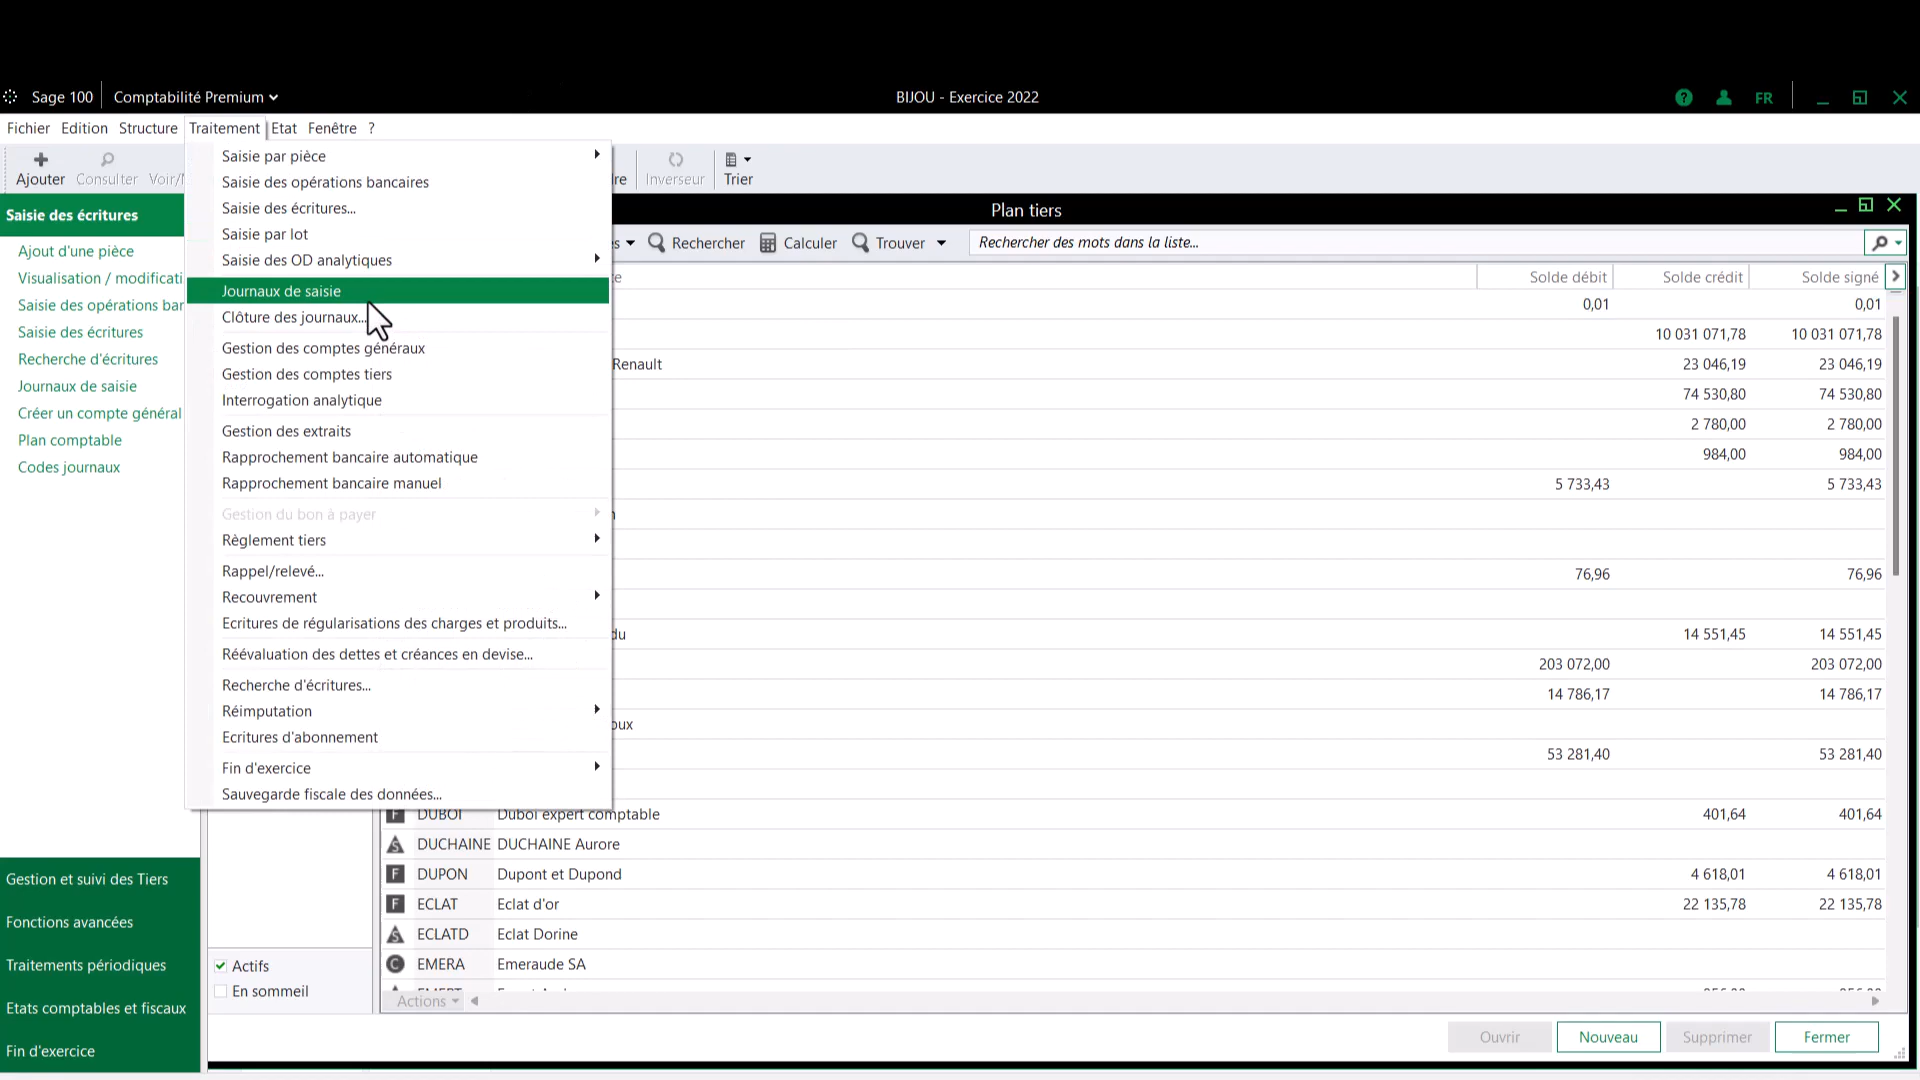 Sage 100 Comptabilité Premium
BIJOU - Exercice 2022
FR
Fichier Edition Structure Traitement Etat Fenêtre ?
Ajouter Consulter Inverseur Trier
Saisie des écritures
Ajout d'une pièce
Visualisation / modificati
Saisie des opérations bar
Saisie des écritures
Recherche d'écritures
Journaux de saisie
Créer un compte général
Plan comptable
Codes journaux
Gestion et suivi des Tiers
Fonctions avancées
Traitements périodiques
Etats comptables et fiscaux
Fin d'exercice
Saisie par pièce
Saisie des opérations bancaires
Saisie des écritures...
Saisie par lot
Saisie des OD analytiques
Journaux de saisie
Clôture des journaux...
Gestion des comptes généraux
Gestion des comptes tiers
Interrogation analytique
Gestion des extraits
Rapprochement bancaire automatique
Rapprochement bancaire manuel
Gestion du bon à payer
Règlement tiers
Rappel/relevé...
Recouvrement
Ecritures de régularisations des charges et produits...
Réévaluation des dettes et créances en devise...
Recherche d'écritures...
Réimputation
Ecritures d'abonnement
Fin d'exercice
Sauvegarde fiscale des données...
Plan tiers
Rechercher Calculer Trouver Rechercher des mots dans la liste...
Solde débit Solde crédit Solde signé
0,01 0,01
10 031 071,78 10 031 071,78
Renault 23 046,19 23 046,19
74 530,80 74 530,80
2 780,00 2 780,00
984,00 984,00
5 733,43 5 733,43
76,96 76,96
14 551,45 14 551,45
203 072,00 203 072,00
14 786,17 14 786,17
53 281,40 53 281,40
F DUBOI Duboi expert comptable 401,64 401,64
S DUCHAINE DUCHAINE Aurore
F DUPON Dupont et Dupond 4 618,01 4 618,01
F ECLAT Eclat d'or 22 135,78 22 135,78
S ECLATD Eclat Dorine
C EMERA Emeraude SA
Actifs
En sommeil
Actions
Ouvrir Nouveau Supprimer Fermer